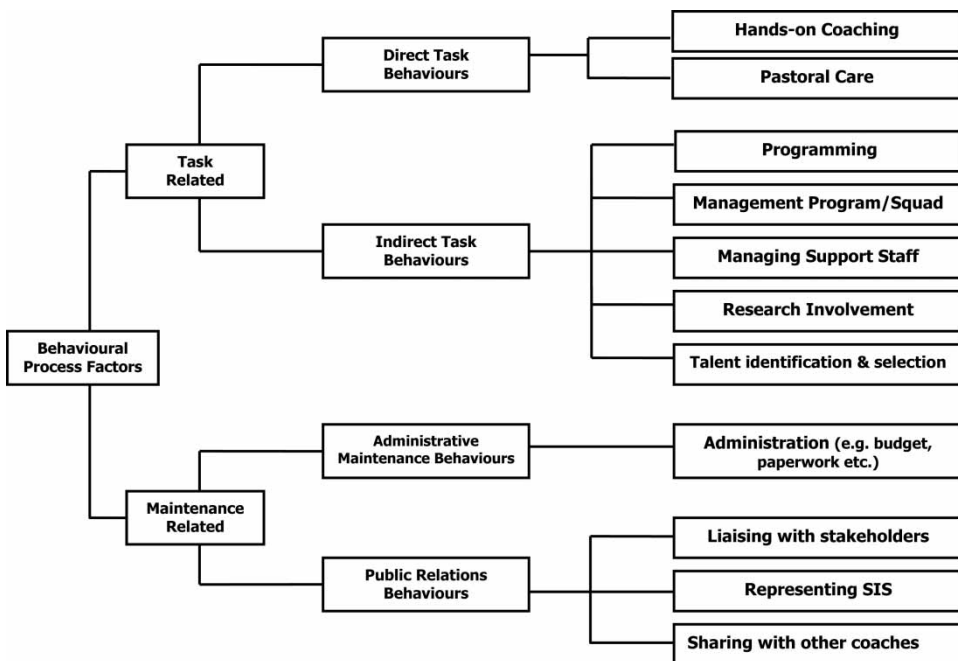 Hands-on Coaching
Direct Task
Behaviours
Pastoral Care
Task
Related
Programming
Management Program/Squad
Indirect Task
Behaviours
Managing Support Staff
Research Involvement
Talent identification & selection
Behavioural
Process Factors
Administrative
Maintenance Behaviours
Administration (e.g. budget,
paperwork etc.)
Maintenance
Related
Liaising with stakeholders
Public Relations
Behaviours
Representing SIS
Sharing with other coaches